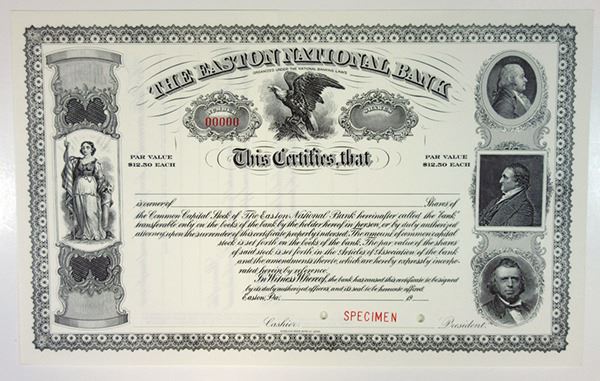 THE EASTON NATIONAL BANK
ORGANIZED UNDER THE NATIONAL BANKING LAWS
NUMBER
00000
SHARES
PAR VALUE
$12.50 EACH
This Certifies, that
PAR VALUE
$12.50 EACH
is owner of Shares of
the Common Capital Stock of The Easton National Bank hereinafter called the "Bank"
transferable only on the books of the bank by the holder hereof in person, or by duly authorized
attorney, upon the surrender of this certificate properly indorsed. The amount of common capital
stock is set forth on the books of the bank. The par value of the shares
of said stock is set forth in the Articles of Association of the bank
and the amendments thereto, which are hereby expressly incorpo-
rated herein by reference.
In Witness Whereof, the bank has caused this certificate to be signed
by its duly authorized officers, and its seal to be hereunto affixed
Easton, Pa. 19
SPECIMEN
Cashier. President.